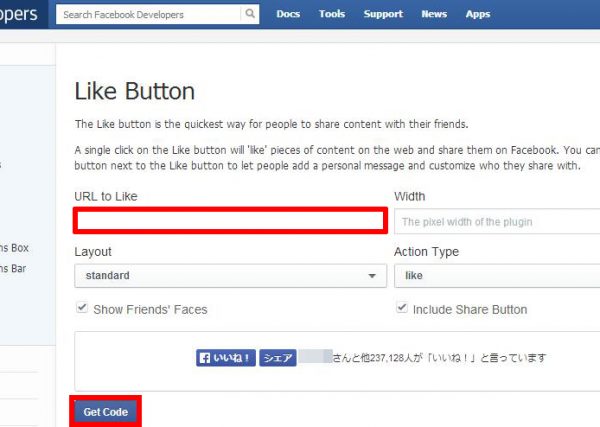 opers Search Facebook Developers Docs Tools Support News Apps
Like Button
The Like button is the quickest way for people to share content with their friends.
A single click on the Like button will 'like' pieces of content on the web and share them on Facebook. You can
button next to the Like button to let people add a personal message and customize who they share with.
URL to Like Width
The pixel width of the plugin
ns Box
Layout Action Type
ns Bar
standard like
Show Friends' Faces Include Share Button
いいね！ シェア さんと他237,128人が「いいね！」と言っています
Get Code